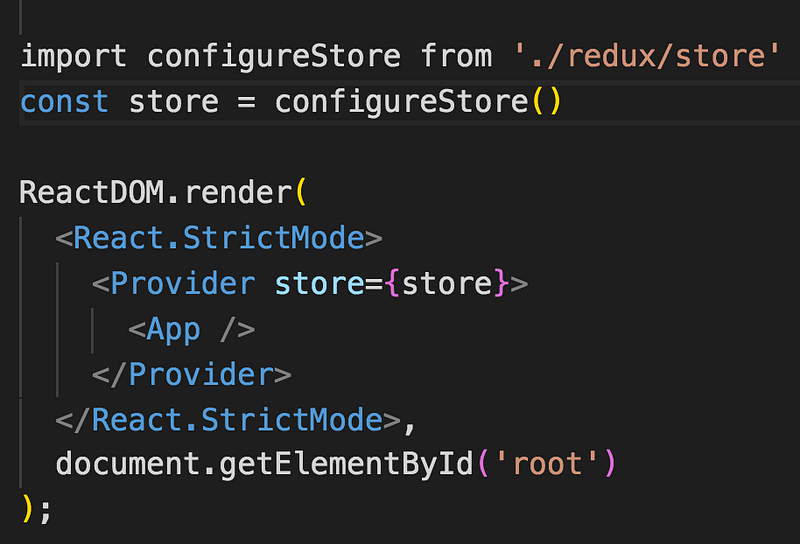 import configureStore from './redux/store'
const store = configureStore()
ReactDOM.render(
<React.StrictMode>
<Provider store={store}>
<App />
</Provider>
</React.StrictMode>,
document.getElementById('root')
);